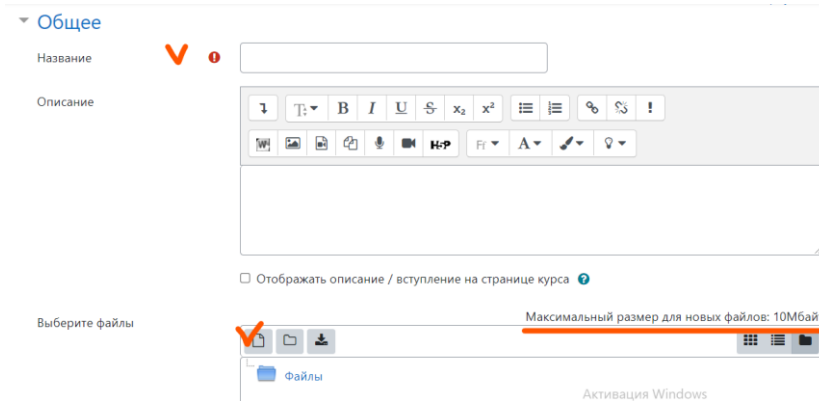 Общее
Название
Описание
B I U S x₂ x²
W H-P Ff A
Отображать описание / вступление на странице курса
Выберите файлы
Максимальный размер для новых файлов: 10Мбай
Файлы
Активация Windows